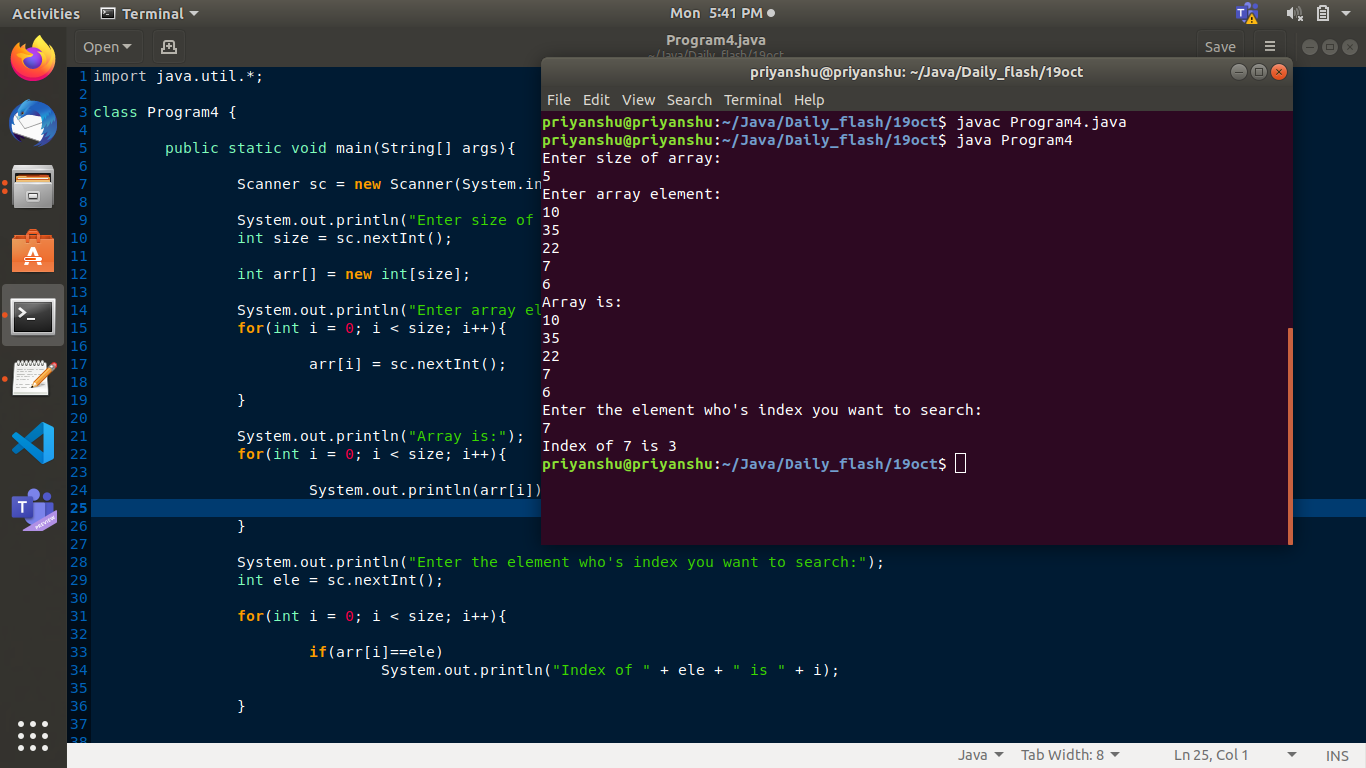 Activities Terminal Mon 5:41 PM
Open Program4.java Save
~/Java/Daily_flash/19oct
1 import java.util.*;
2
3 class Program4 {
4
5 public static void main(String[] args){
6
7 Scanner sc = new Scanner(System.in
8
9 System.out.println("Enter size of
10 int size = sc.nextInt();
11
12 int arr[] = new int[size];
13
14 System.out.println("Enter array el
15 for(int i = 0; i < size; i++){
16
17 arr[i] = sc.nextInt();
18
19 }
20
21 System.out.println("Array is:");
22 for(int i = 0; i < size; i++){
23
24 System.out.println(arr[i])
25
26 }
27
28 System.out.println("Enter the element who's index you want to search:");
29 int ele = sc.nextInt();
30
31 for(int i = 0; i < size; i++){
32
33 if(arr[i]==ele)
34 System.out.println("Index of " + ele + " is " + i);
35
36 }
37
38
priyanshu@priyanshu: ~/Java/Daily_flash/19oct
File Edit View Search Terminal Help
priyanshu@priyanshu:~/Java/Daily_flash/19oct$ javac Program4.java
priyanshu@priyanshu:~/Java/Daily_flash/19oct$ java Program4
Enter size of array:
5
Enter array element:
10
35
22
7
6
Array is:
10
35
22
7
6
Enter the element who's index you want to search:
7
Index of 7 is 3
priyanshu@priyanshu:~/Java/Daily_flash/19oct$
T
PREVIEW
Java Tab Width: 8 Ln 25, Col 1 INS